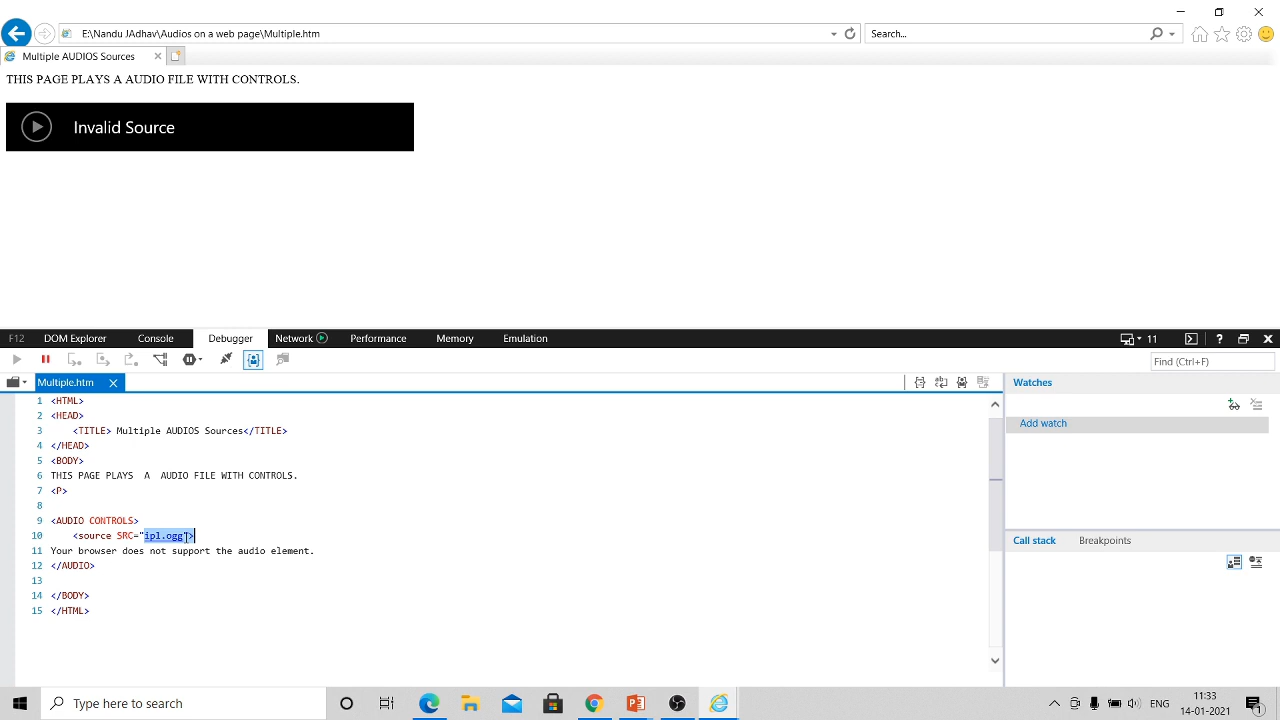 E:\Nandu JAdhav\Audios on a web page\Multiple.htm
Search...
Multiple AUDIOS Sources
THIS PAGE PLAYS A AUDIO FILE WITH CONTROLS.
Invalid Source
F12 DOM Explorer Console Debugger Network Performance Memory Emulation 11 ?
Find (Ctrl+F)
Multiple.htm
Watches
Add watch
1 <HTML>
2 <HEAD>
3 <TITLE> Multiple AUDIOS Sources</TITLE>
4 </HEAD>
5 <BODY>
6 THIS PAGE PLAYS A AUDIO FILE WITH CONTROLS.
7 <P>
8
9 <AUDIO CONTROLS>
10 <source SRC="ipl.ogg">
11 Your browser does not support the audio element.
12 </AUDIO>
13
14 </BODY>
15 </HTML>
Call stack Breakpoints
Type here to search
ENG
11:33
14-01-2021
1